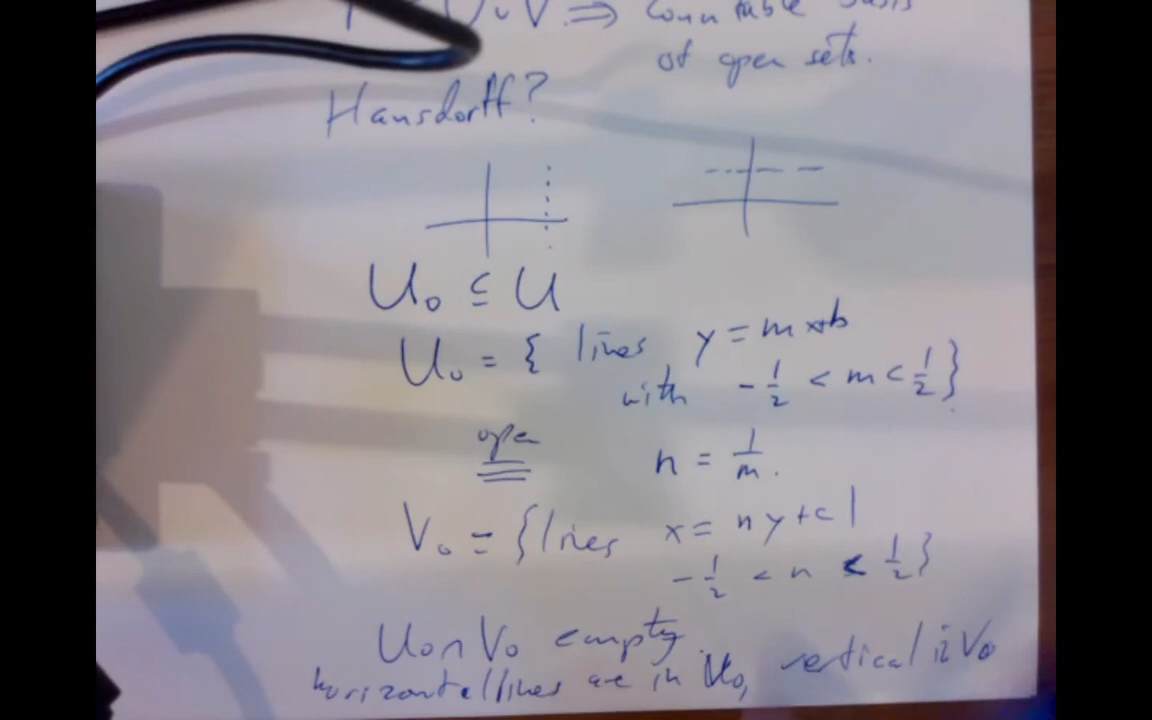 U ∪ V ⇒ Countable basis
of open sets.
Hausdorff?
U₀ ⊆ U
U₀ = { lines y = mx+b
with -1/2 < m < 1/2 }
open n = 1/m.
V₀ = { lines x = ny+c |
-1/2 < n < 1/2 }
U₀ ∩ V₀ empty.
horizontal lines are in U₀, vertical in V₀